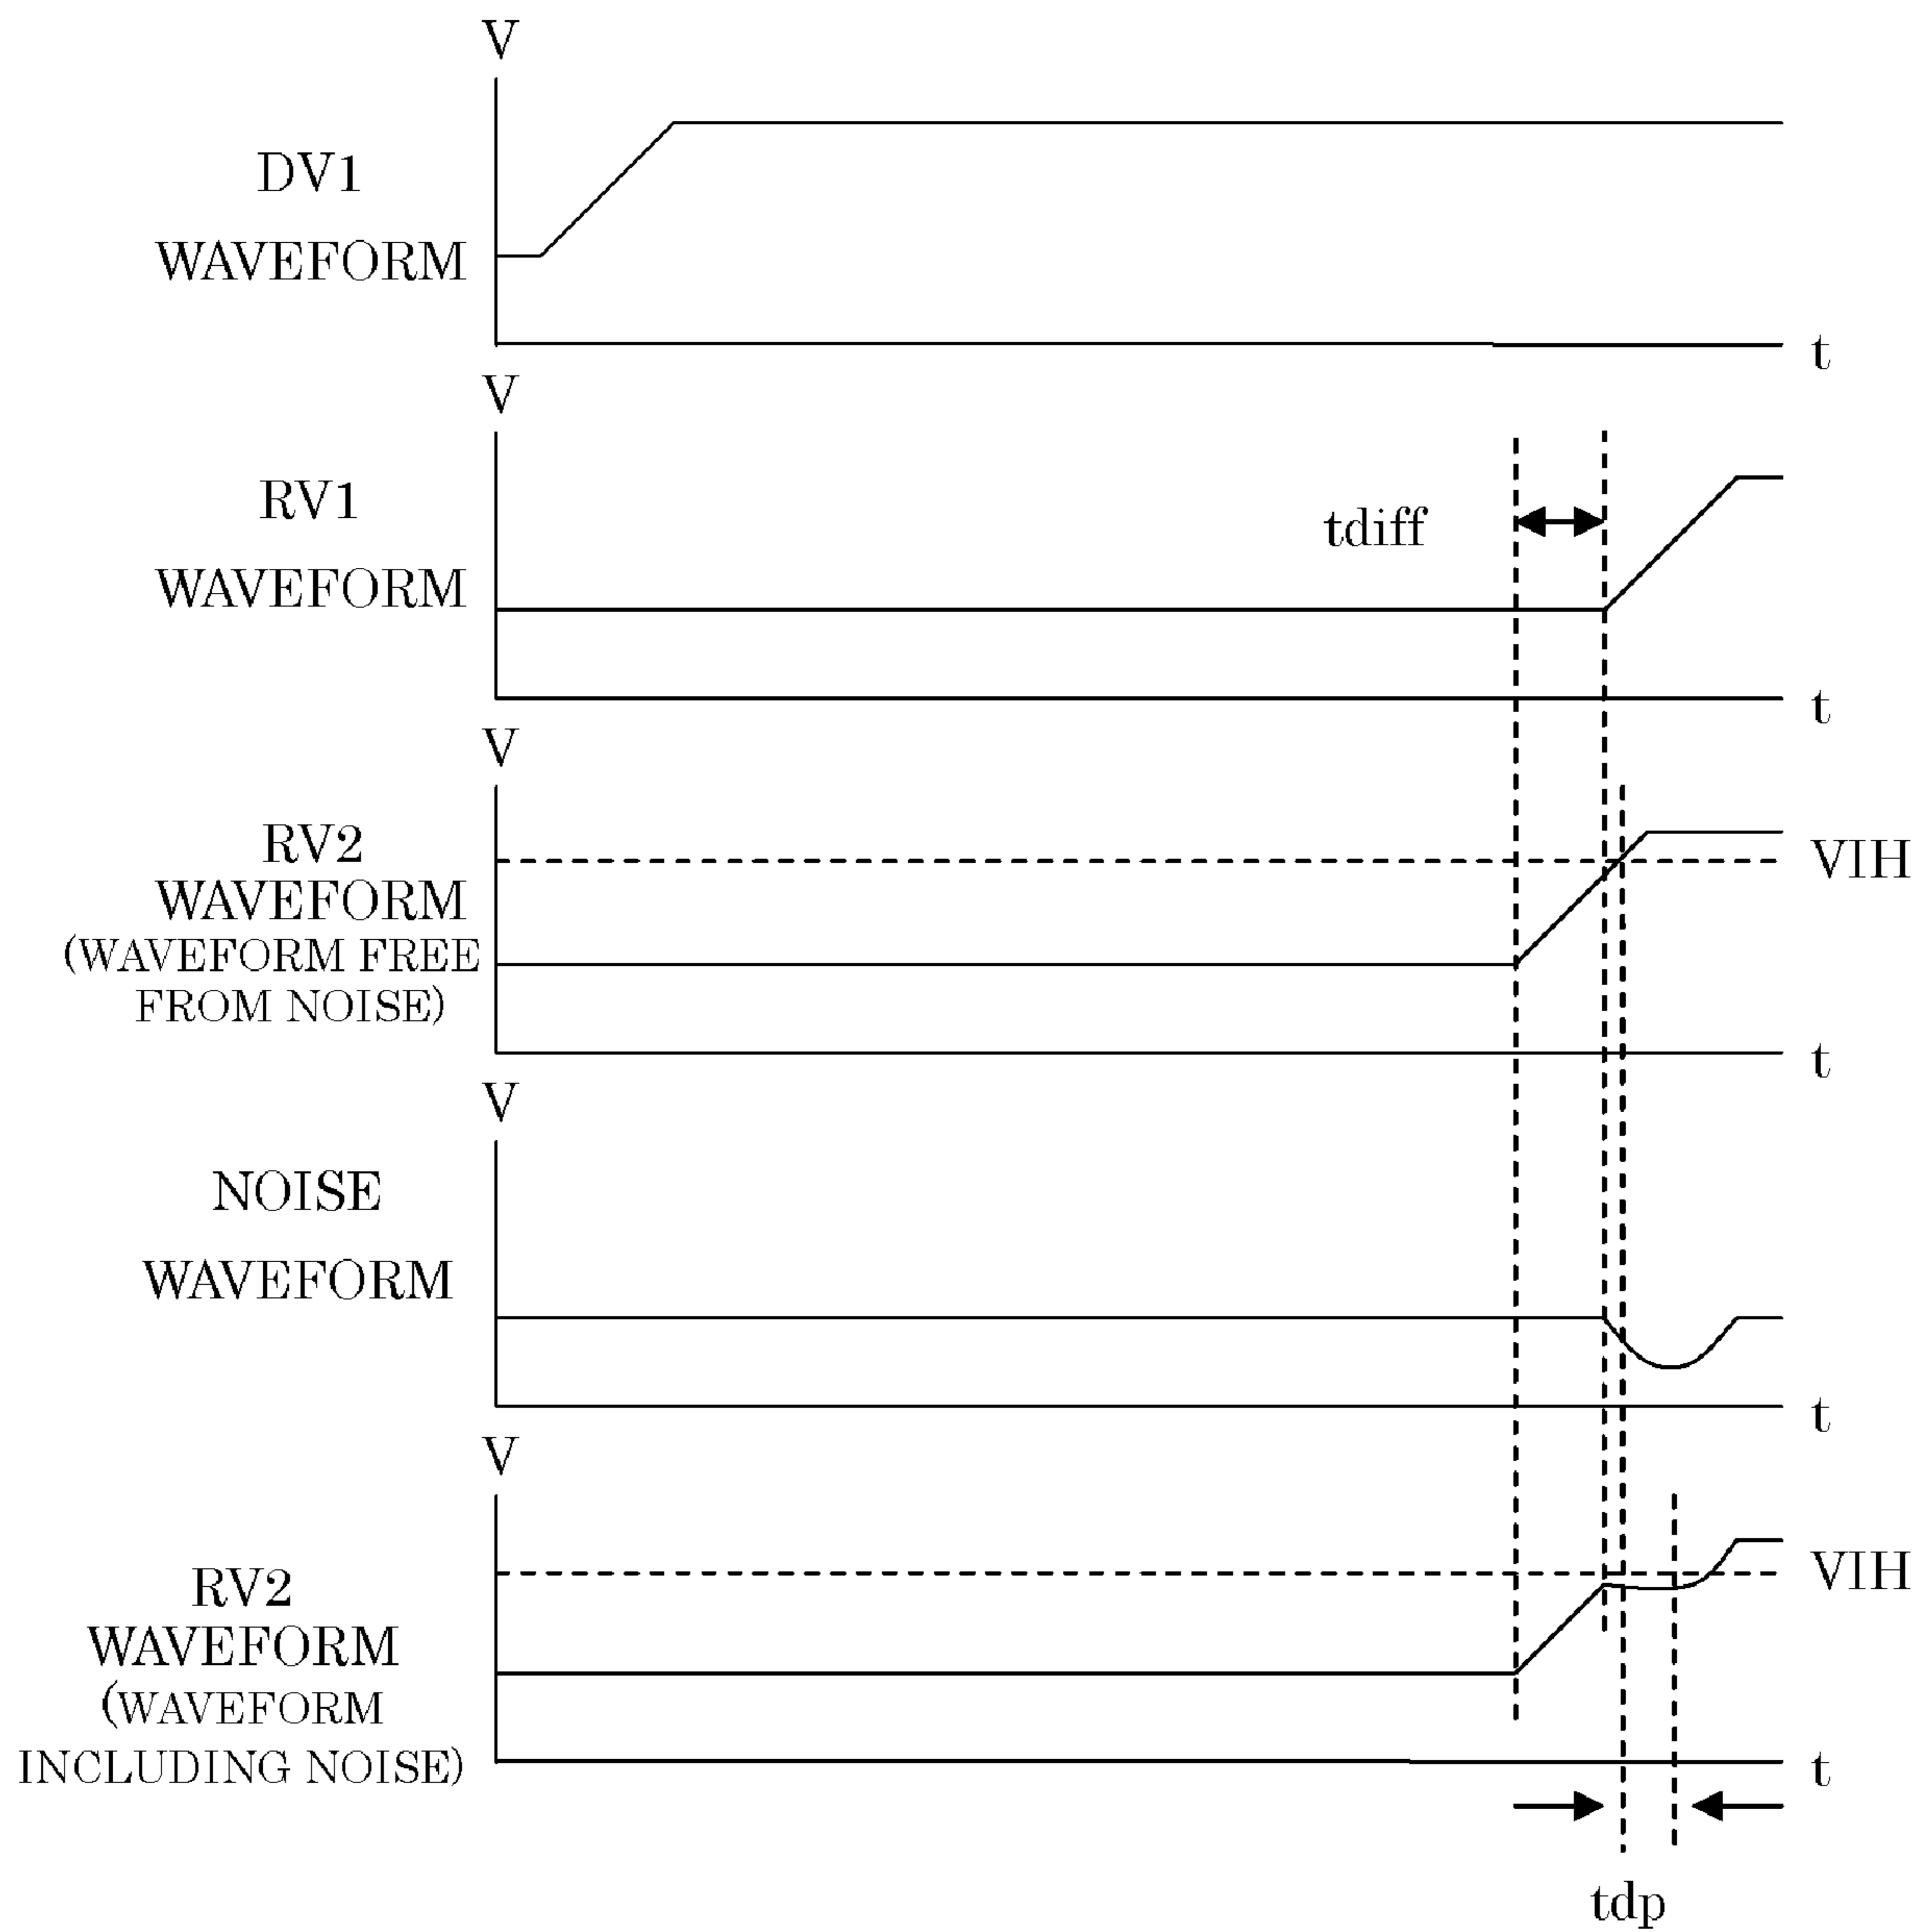 V
DV1
WAVEFORM
t
V
RV1
tdiff
WAVEFORM
t
V
RV2
VIH
WAVEFORM
(WAVEFORM FREE
FROM NOISE)
t
V
NOISE
WAVEFORM
t
V
RV2
VIH
WAVEFORM
(WAVEFORM
INCLUDING NOISE)
t
tdp